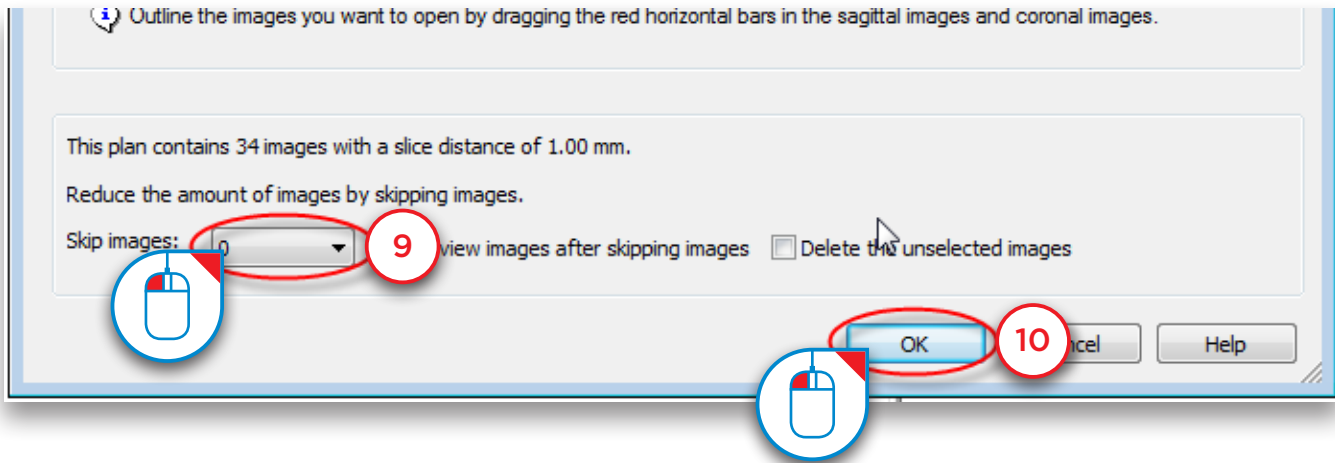 Outline the images you want to open by dragging the red horizontal bars in the sagittal images and coronal images.
This plan contains 34 images with a slice distance of 1.00 mm.
Reduce the amount of images by skipping images.
Skip images: 0 9 view images after skipping images Delete the unselected images
OK 10 ncel Help